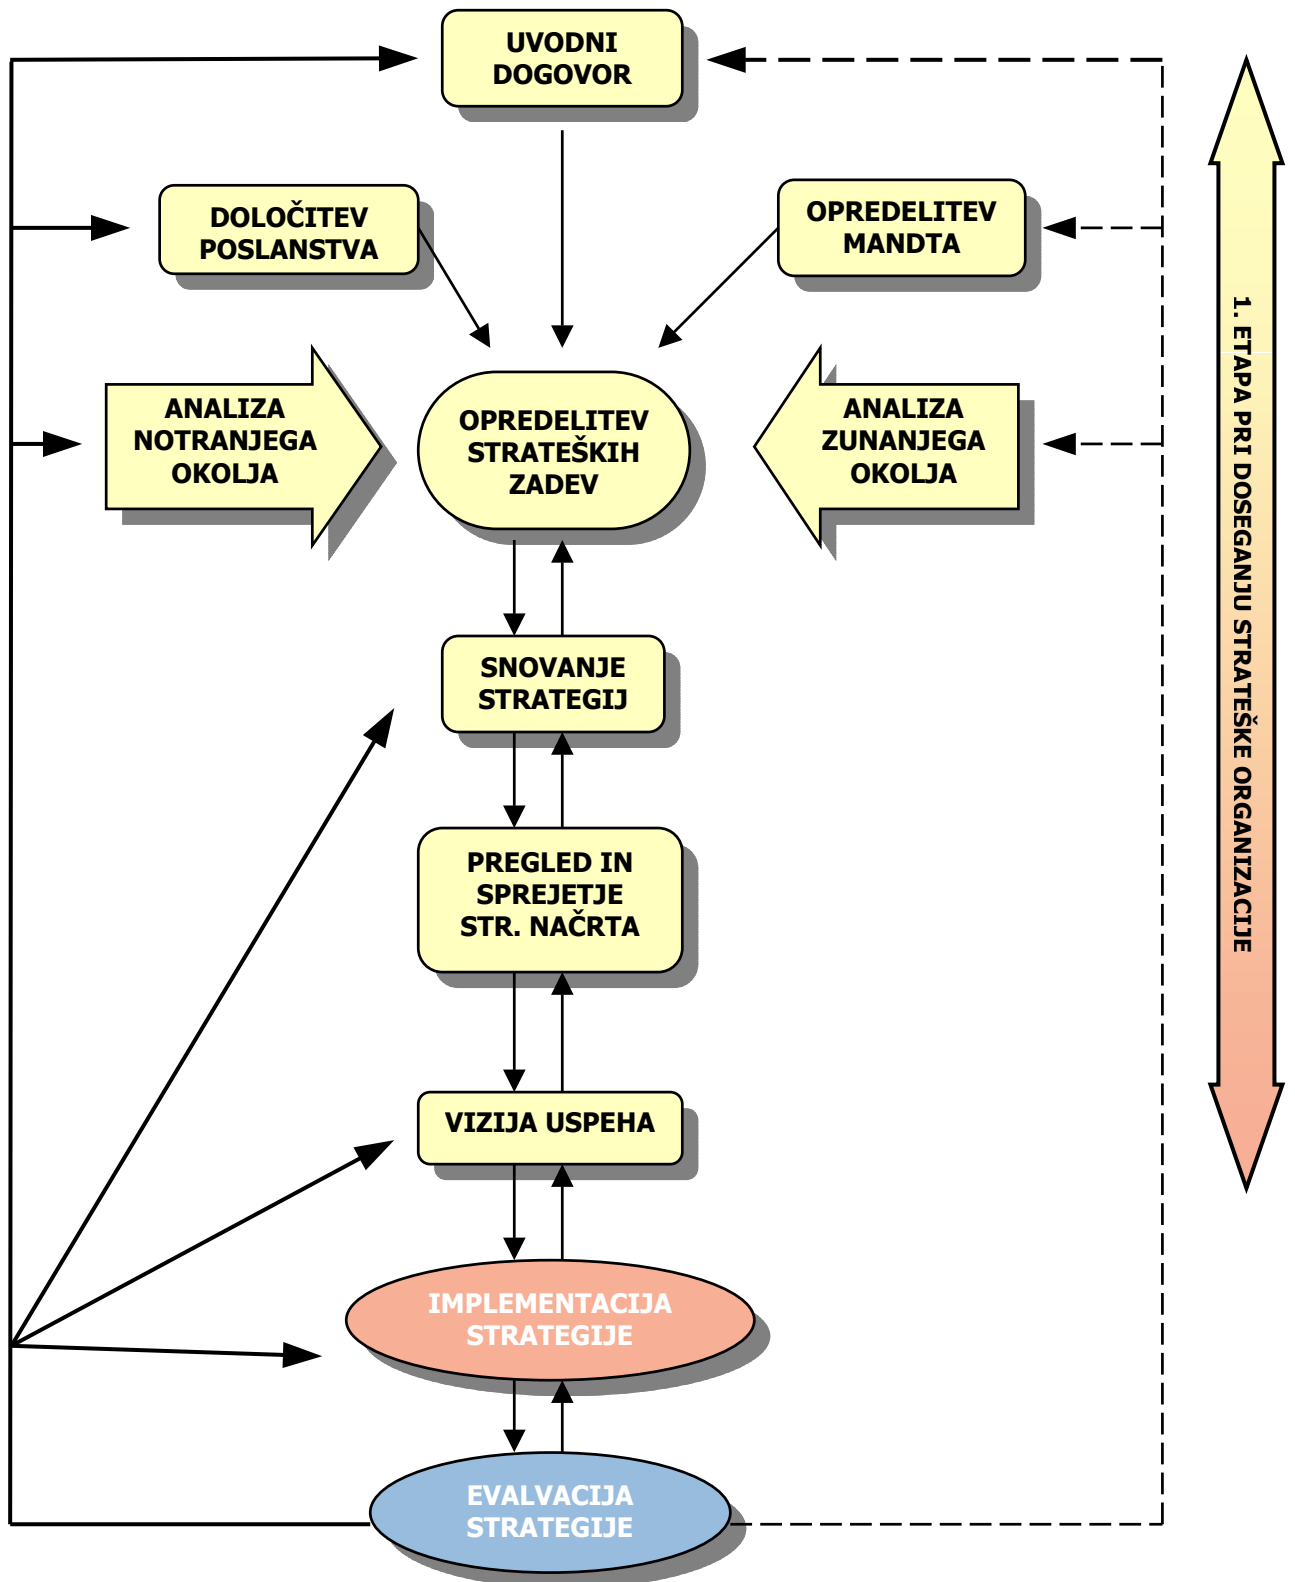 UVODNI
DOGOVOR
DOLOČITEV
POSLANSTVA
OPREDELITEV
MANDTA
ANALIZA
NOTRANJEGA
OKOLJA
OPREDELITEV
STRATEŠKIH
ZADEV
ANALIZA
ZUNANJEGA
OKOLJA
SNOVANJE
STRATEGIJ
PREGLED IN
SPREJETJE
STR. NAČRTA
VIZIJA USPEHA
IMPLEMENTACIJA
STRATEGIJE
EVALVACIJA
STRATEGIJE
1. ETAPA PRI DOSEGANJU STRATEŠKE ORGANIZACIJE